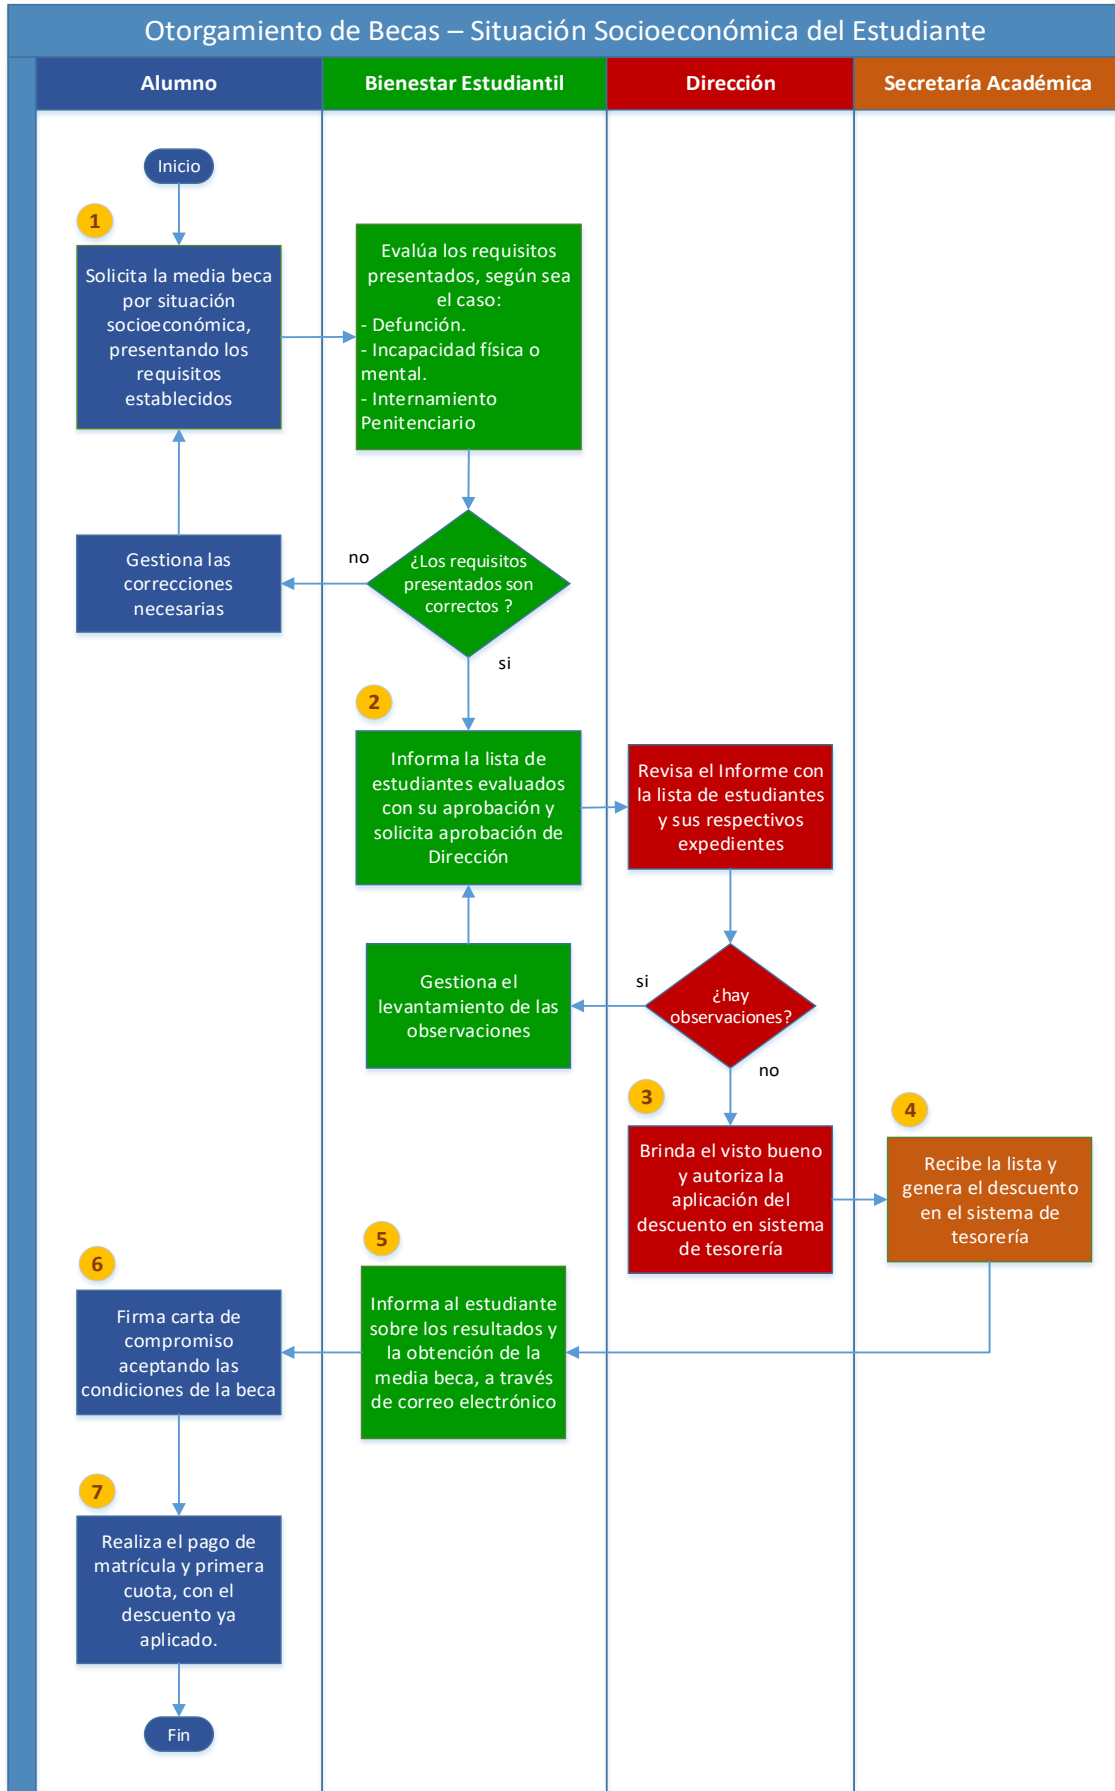 Otorgamiento de Becas – Situación Socioeconómica del Estudiante
Alumno
Bienestar Estudiantil
Dirección
Secretaría Académica
Inicio
1
Solicita la media beca
por situación
socioeconómica,
presentando los
requisitos
establecidos
Evalúa los requisitos
presentados, según sea
el caso:
- Defunción.
- Incapacidad física o
mental.
- Internamiento
Penitenciario
¿Los requisitos
presentados son
correctos ?
no
Gestiona las
correcciones
necesarias
si
2
Informa la lista de
estudiantes evaluados
con su aprobación y
solicita aprobación de
Dirección
Revisa el Informe con
la lista de estudiantes
y sus respectivos
expedientes
¿hay
observaciones?
si
Gestiona el
levantamiento de las
observaciones
no
3
Brinda el visto bueno
y autoriza la
aplicación del
descuento en sistema
de tesorería
4
Recibe la lista y
genera el descuento
en el sistema de
tesorería
5
Informa al estudiante
sobre los resultados y
la obtención de la
media beca, a través
de correo electrónico
6
Firma carta de
compromiso
aceptando las
condiciones de la beca
7
Realiza el pago de
matrícula y primera
cuota, con el
descuento ya
aplicado.
Fin